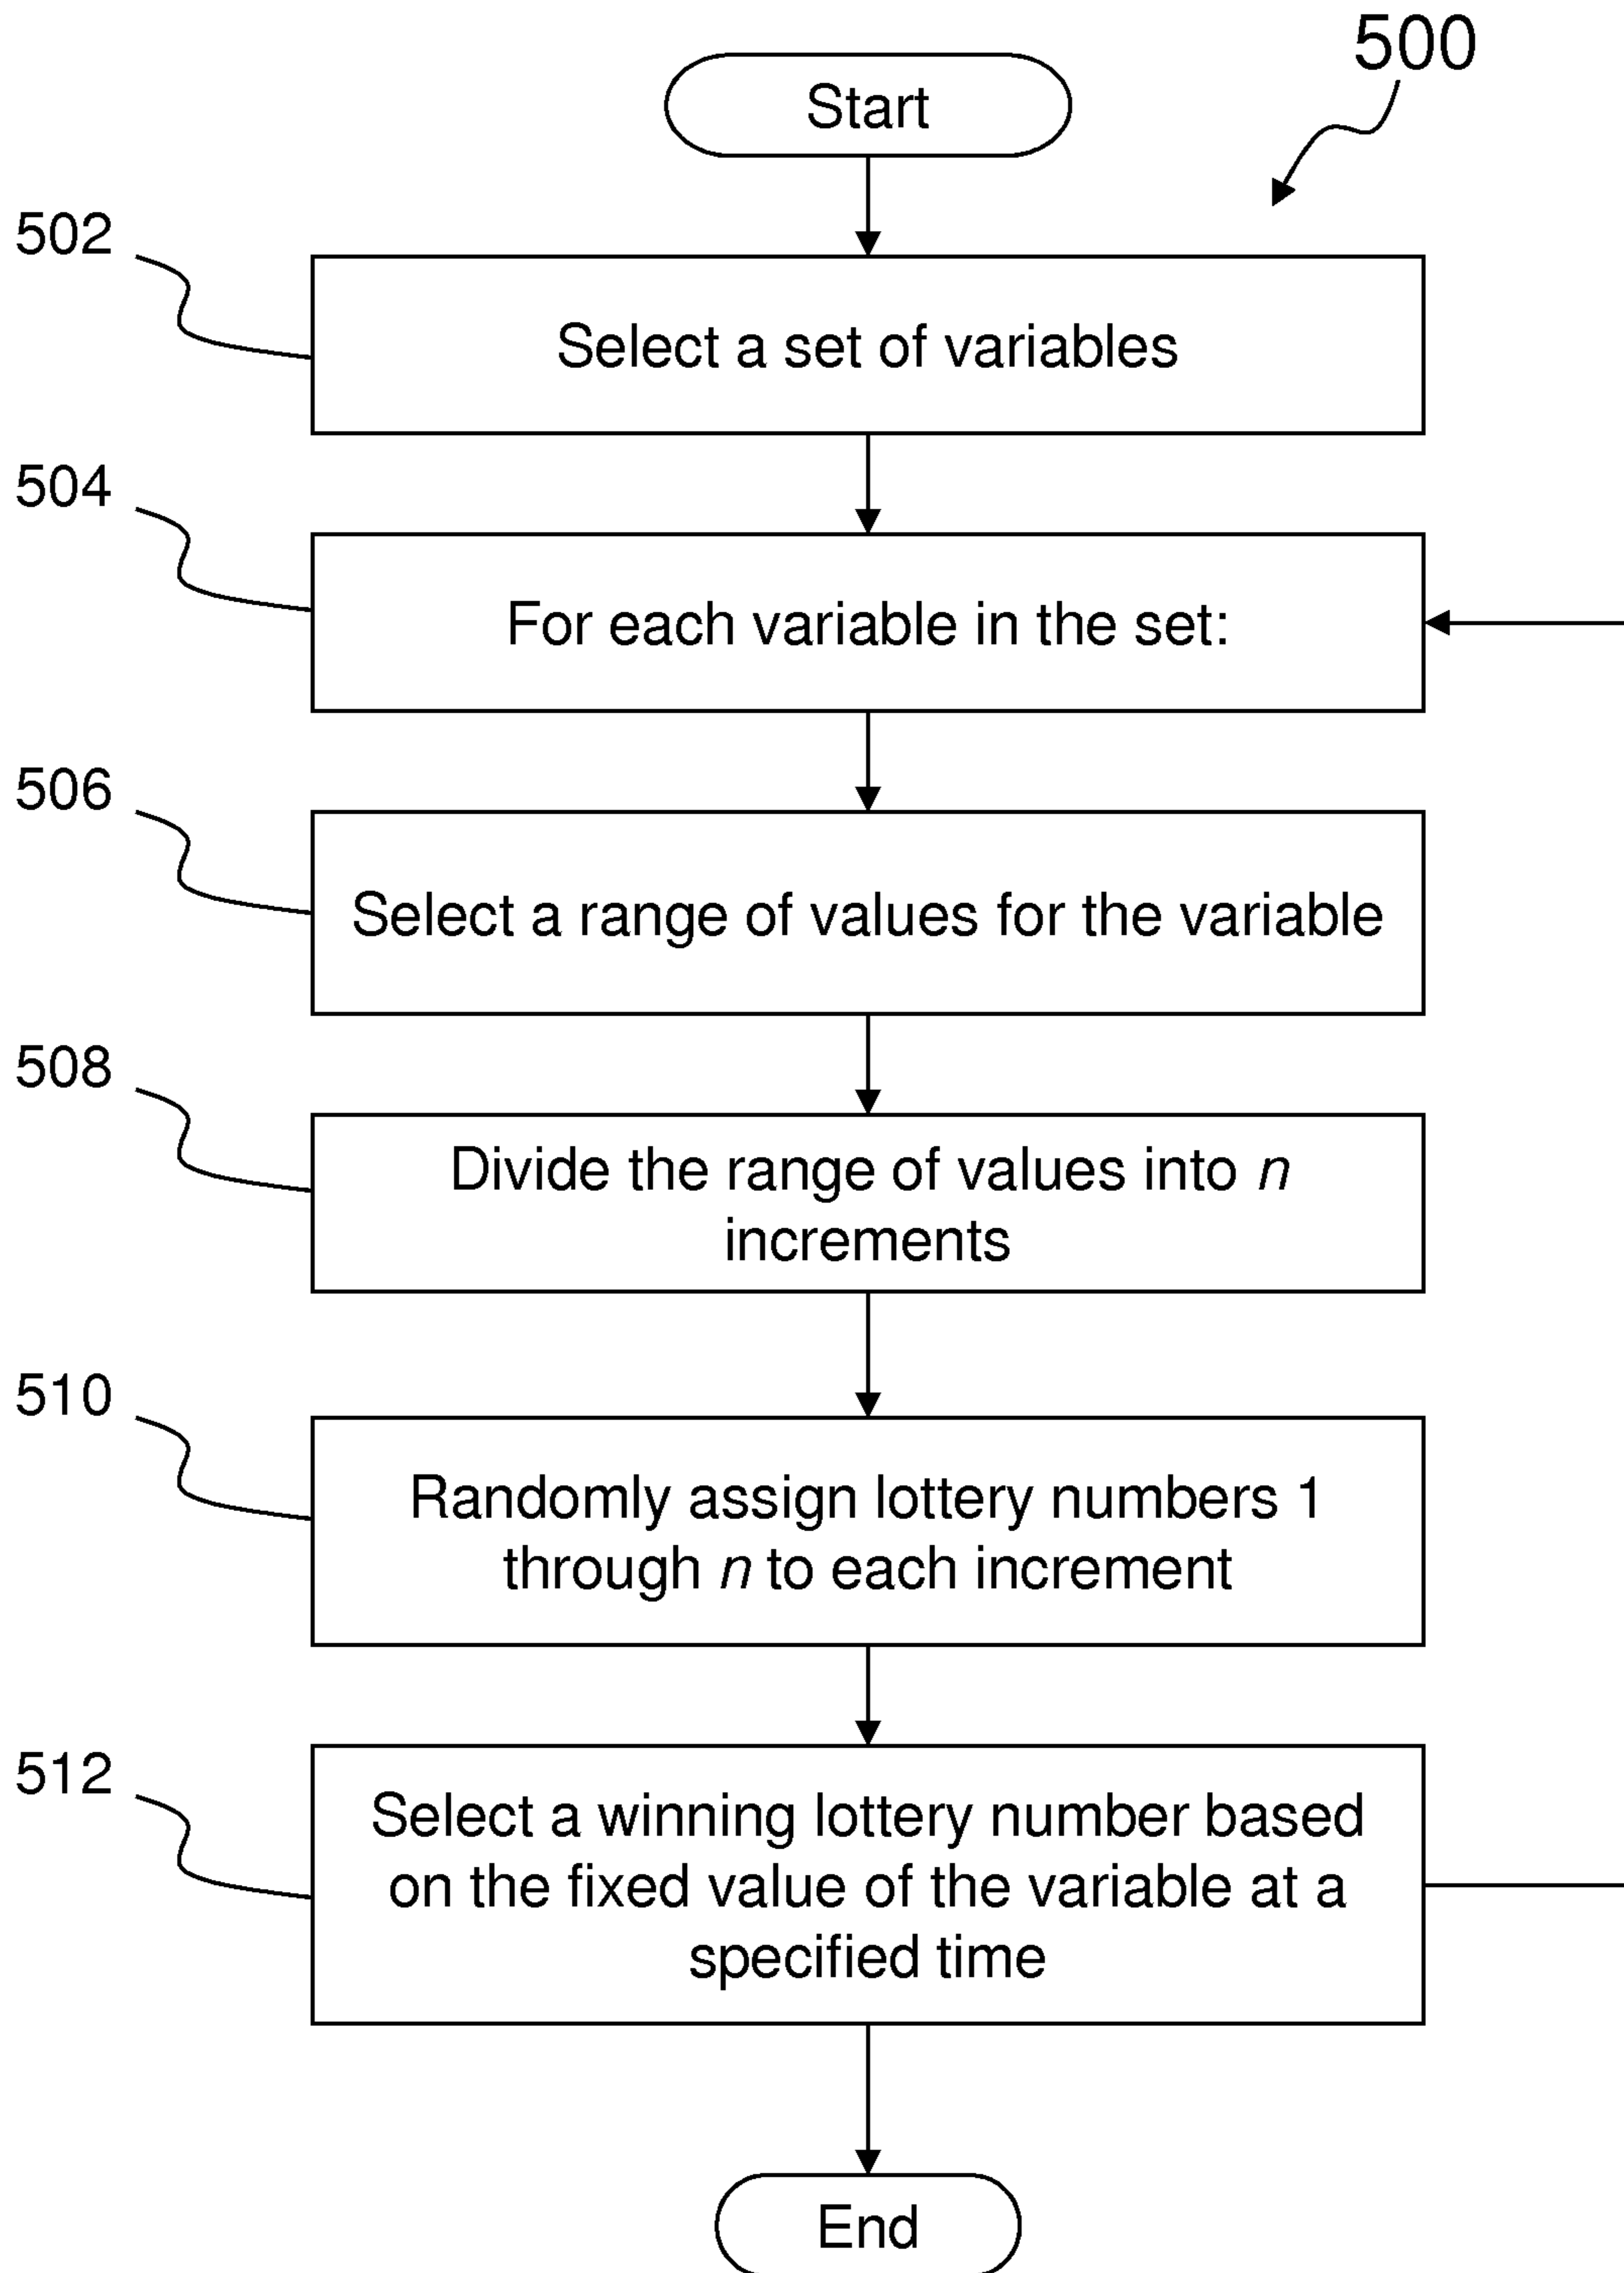 500
Start
502
Select a set of variables
504
For each variable in the set:
506
Select a range of values for the variable
508
Divide the range of values into n
increments
510
Randomly assign lottery numbers 1
through n to each increment
512
Select a winning lottery number based
on the fixed value of the variable at a
specified time
End